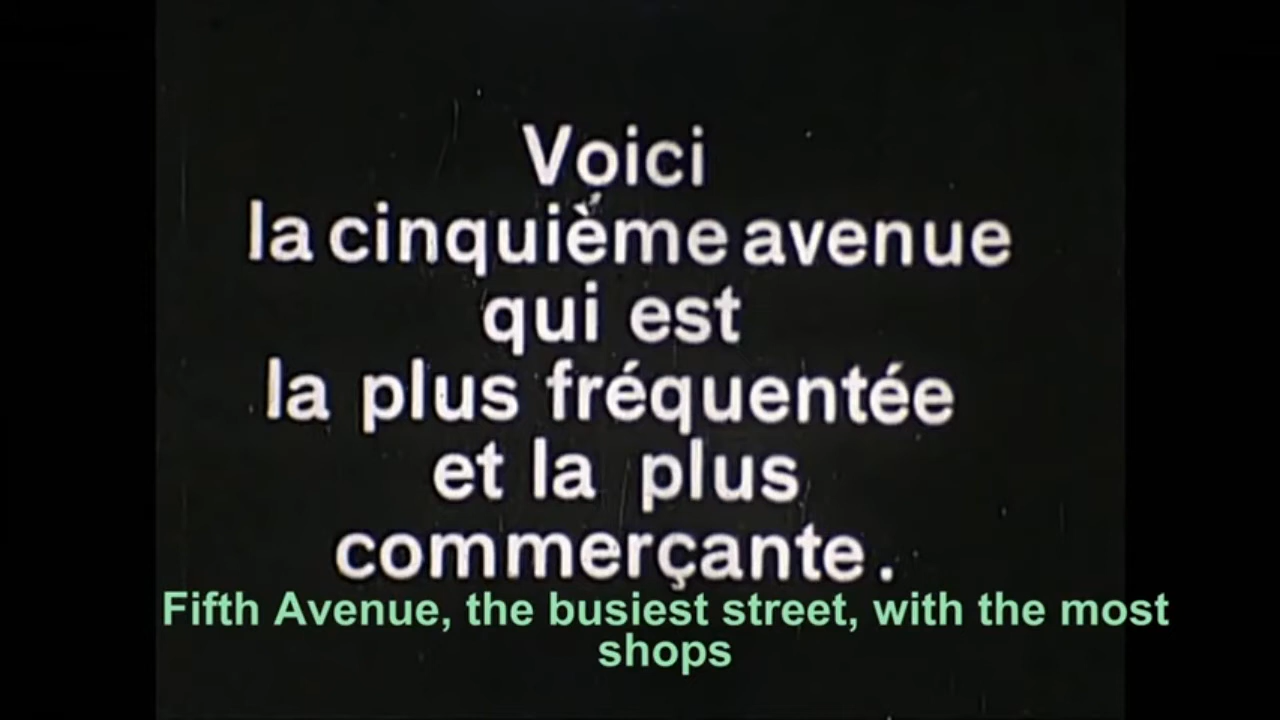 Voici
la cinquième avenue
qui est
la plus fréquentée
et la plus
commerçante.
Fifth Avenue, the busiest street, with the most
shops